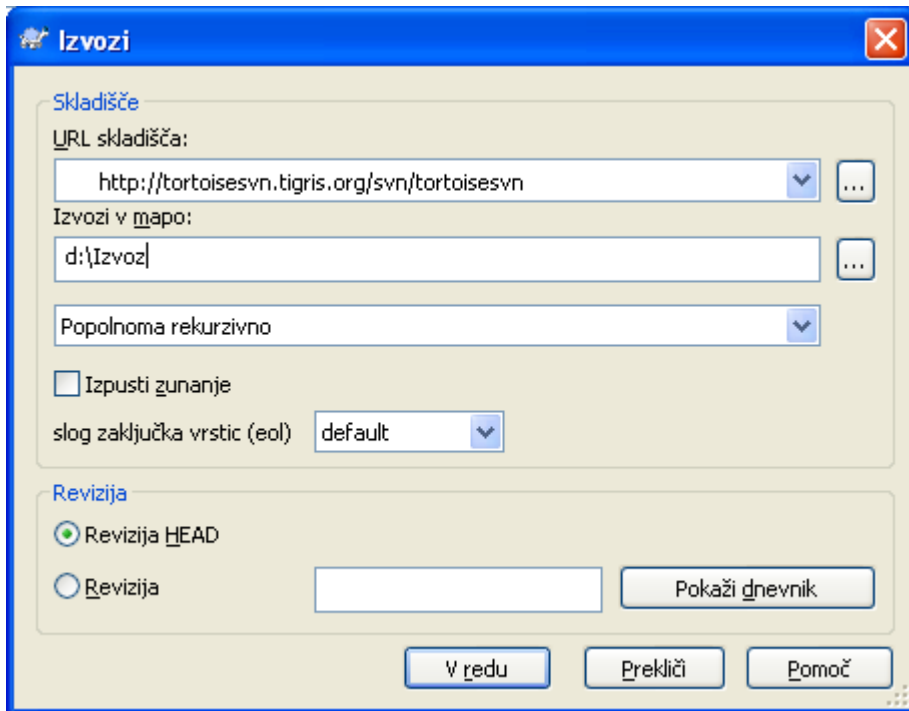 Izvozi
Skladišče
URL skladišča:
http://tortoisesvn.tigris.org/svn/tortoisesvn
...
Izvozi v mapo:
d:\Izvoz
...
Popolnoma rekurzivno
Izpusti zunanje
slog zaključka vrstic (eol) default
Revizija
Revizija HEAD
Revizija Pokaži dnevnik
V redu Prekliči Pomoč